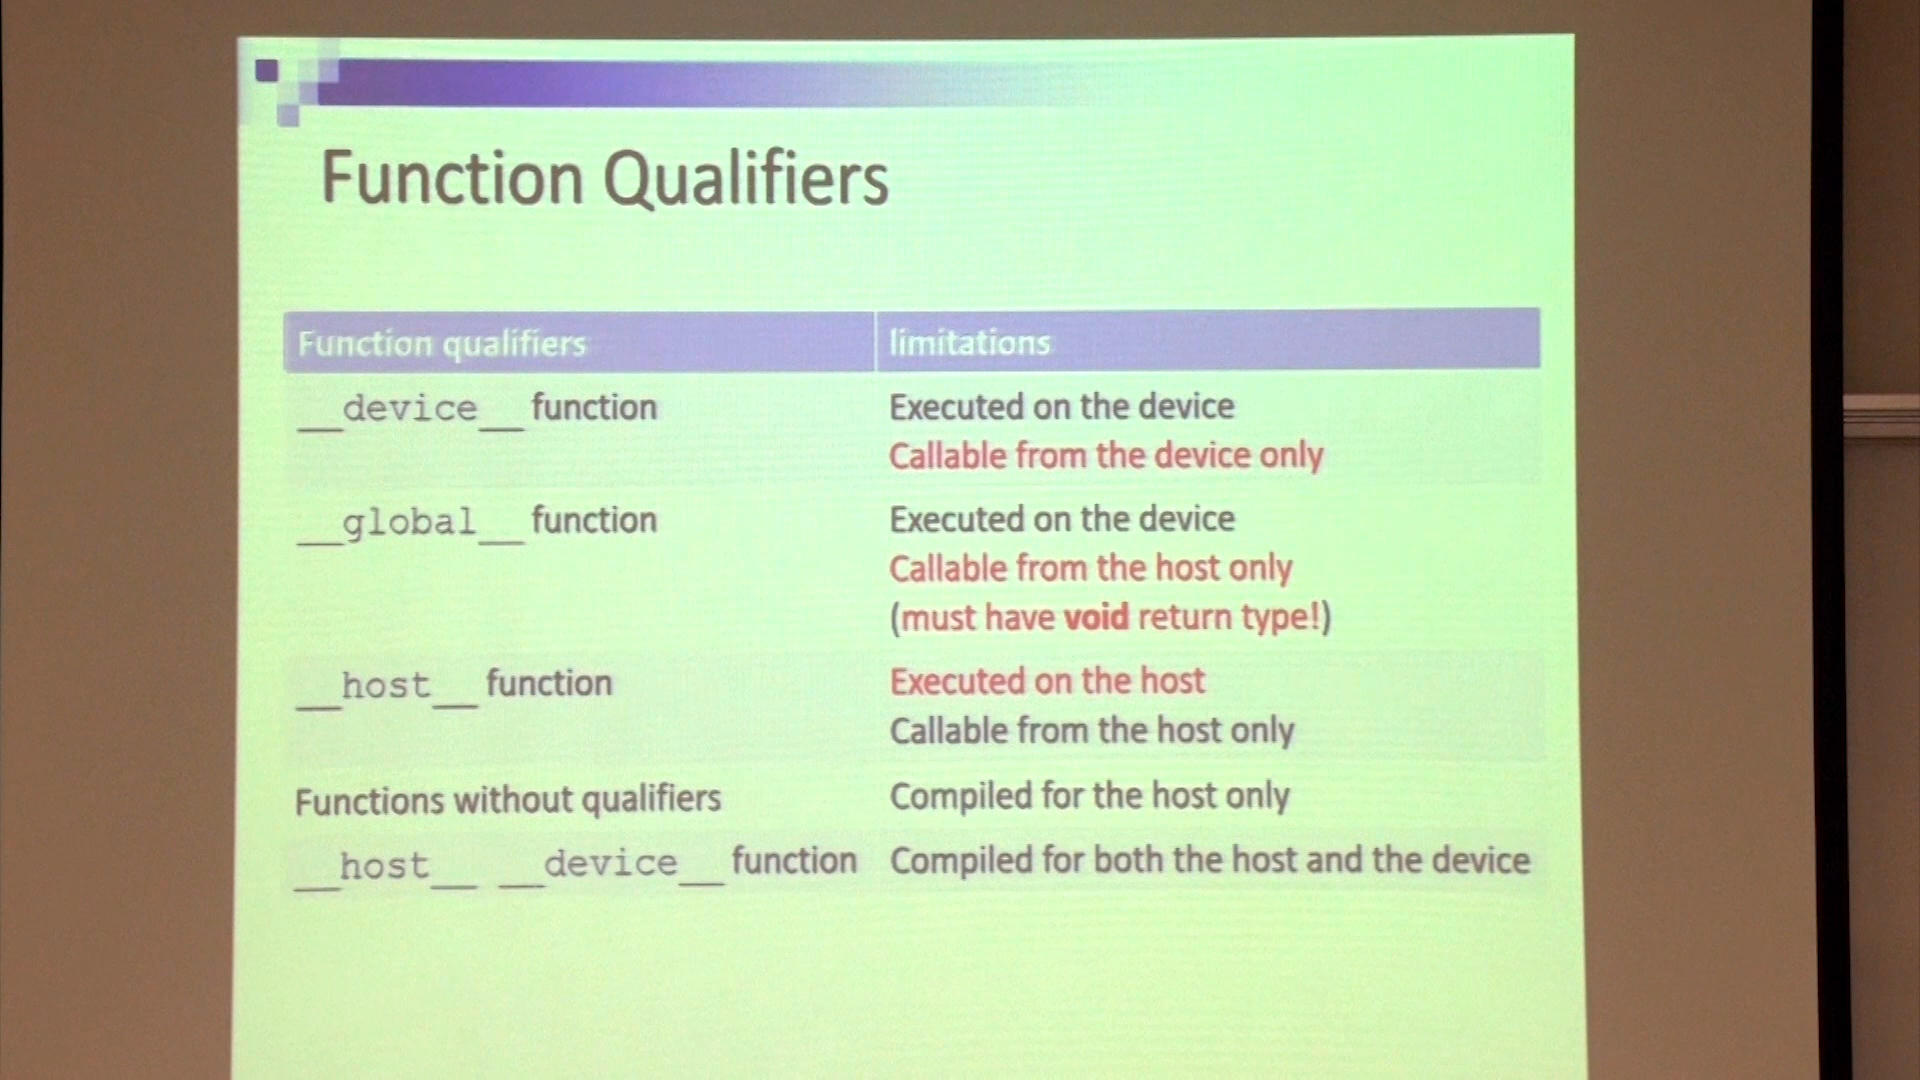 Function Qualifiers
Function qualifiers limitations
__device__ function Executed on the device
Callable from the device only
__global__ function Executed on the device
Callable from the host only
(must have void return type!)
__host__ function Executed on the host
Callable from the host only
Functions without qualifiers Compiled for the host only
__host__ __device__ function Compiled for both the host and the device